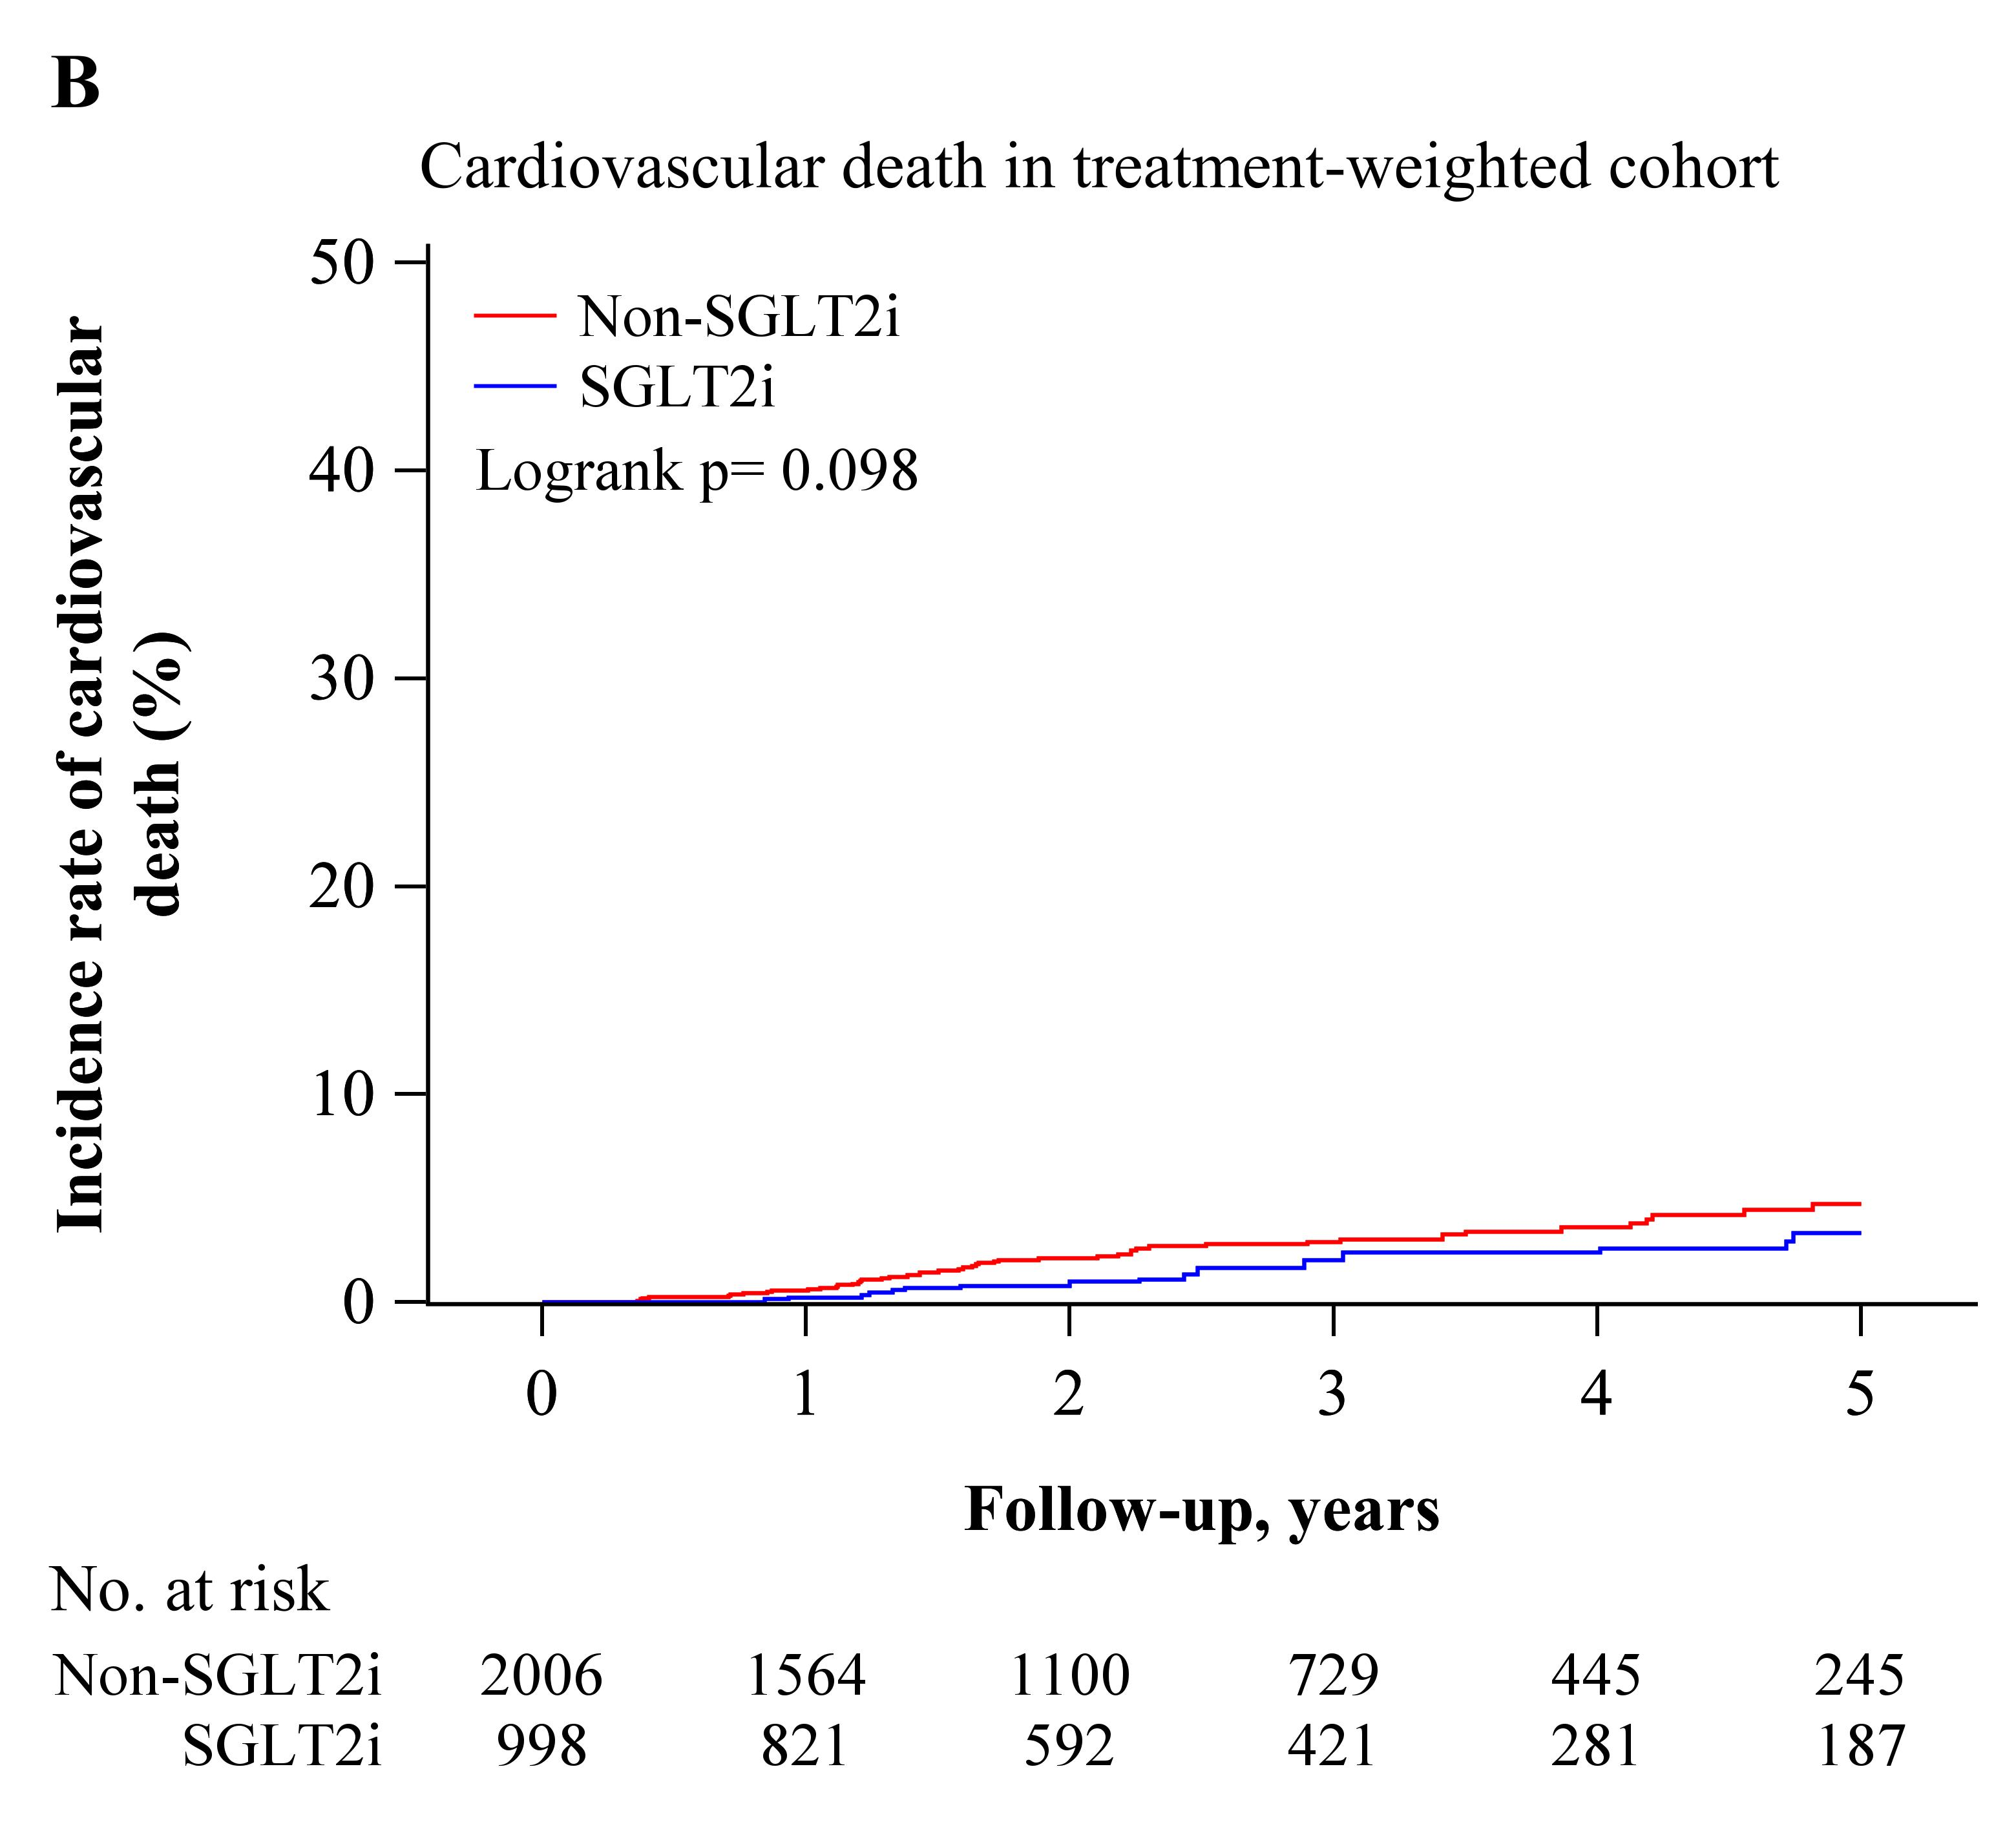 B
Cardiovascular death in treatment-weighted cohort
Incidence rate of cardiovascular
death (%)
50
40
30
20
10
0
Non-SGLT2i
SGLT2i
Logrank p= 0.098
0 1 2 3 4 5
Follow-up, years
No. at risk
Non-SGLT2i 2006 1564 1100 729 445 245
SGLT2i 998 821 592 421 281 187